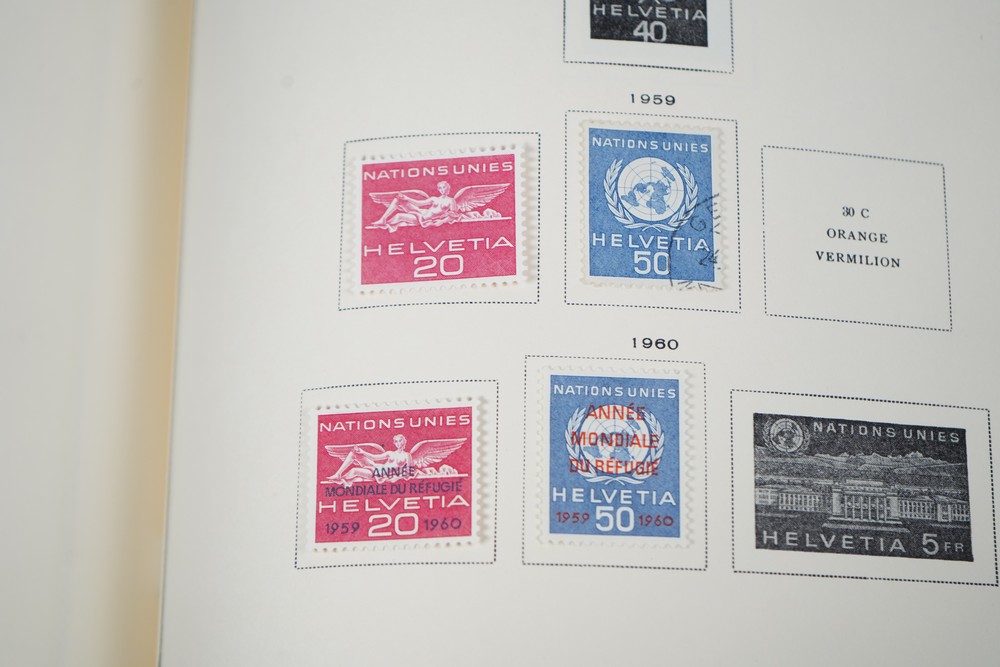 HELVETIA
40
1959
NATIONS UNIES
HELVETIA
20
NATIONS UNIES
HELVETIA
50
30 C
ORANGE
VERMILION
1960
NATIONS UNIES
ANNÉE
MONDIALE DU RÉFUGIÉ
HELVETIA
1959 20 1960
NATIONS UNIES
ANNÉE
MONDIALE
DU RÉFUGIÉ
HELVETIA
1959 50 1960
NATIONS UNIES
HELVETIA 5 FR